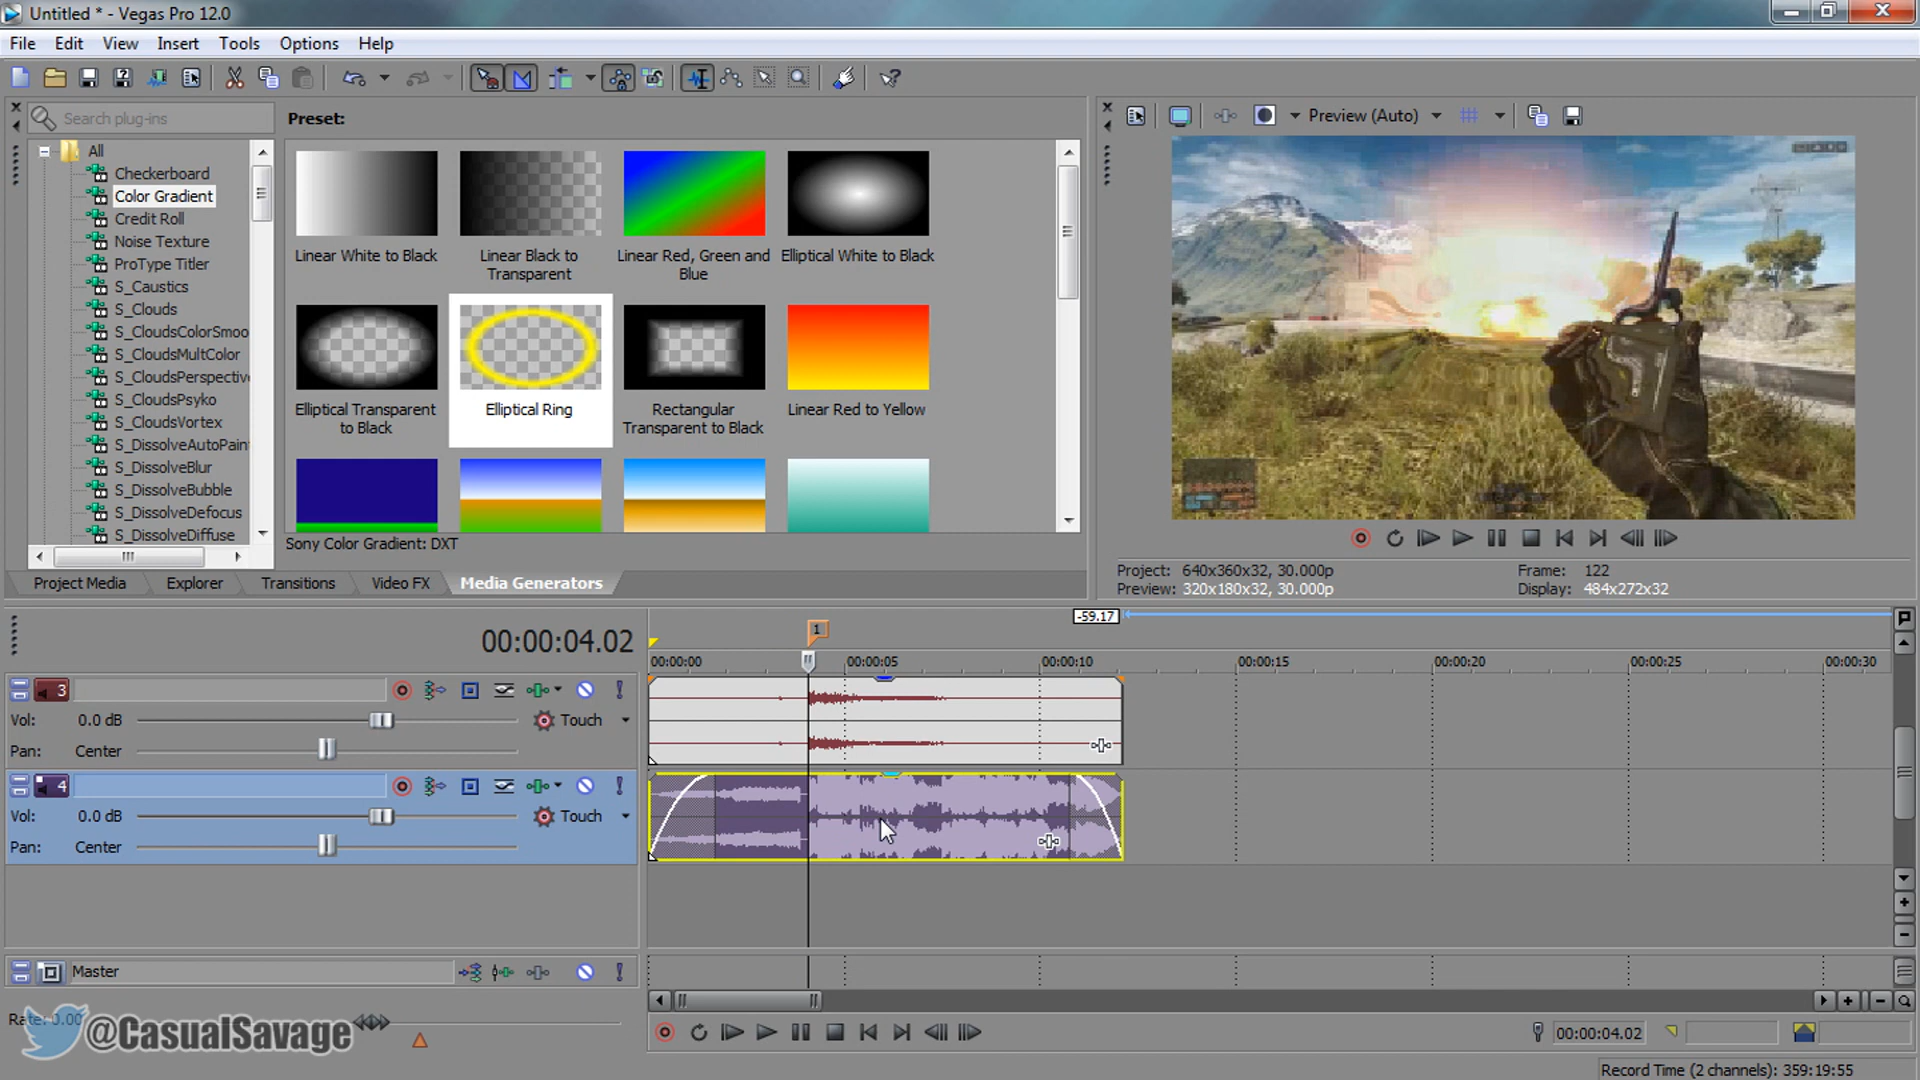 Untitled * - Vegas Pro 12.0
File Edit View Insert Tools Options Help
Search plug-ins
Preset:
Preview (Auto)
All
Checkerboard
Color Gradient
Credit Roll
Noise Texture
ProType Titler
S_Caustics
S_Clouds
S_CloudsColorSmoo
S_CloudsMultColor
S_CloudsPerspectiv
S_CloudsPsyko
S_CloudsVortex
S_DissolveAutoPain
S_DissolveBlur
S_DissolveBubble
S_DissolveDefocus
S_DissolveDiffuse
Linear White to Black
Linear Black to
Transparent
Linear Red, Green and
Blue
Elliptical White to Black
Elliptical Transparent
to Black
Elliptical Ring
Rectangular
Transparent to Black
Linear Red to Yellow
Sony Color Gradient: DXT
Project Media Explorer Transitions Video FX Media Generators
Project: 640x360x32, 30.000p
Preview: 320x180x32, 30.000p
Frame: 122
Display: 484x272x32
-59.17
00:00:04.02
1
00:00:00 00:00:05 00:00:10 00:00:15 00:00:20 00:00:25 00:00:30
3
Vol: 0.0 dB Touch
Pan: Center
4
Vol: 0.0 dB Touch
Pan: Center
Master
Rate: 0.00
@CasualSavage
00:00:04.02
Record Time (2 channels): 359:19:55